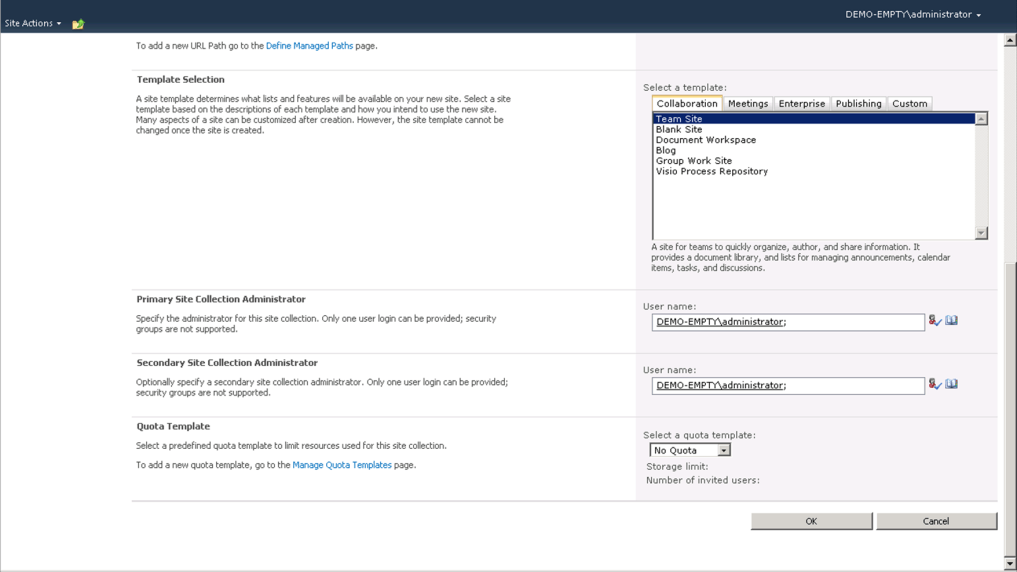 DEMO-EMPTY\administrator
Site Actions
To add a new URL Path go to the Define Managed Paths page.
Template Selection
A site template determines what lists and features will be available on your new site. Select a site
template based on the descriptions of each template and how you intend to use the new site.
Many aspects of a site can be customized after creation. However, the site template cannot be
changed once the site is created.
Select a template:
Collaboration Meetings Enterprise Publishing Custom
Team Site
Blank Site
Document Workspace
Blog
Group Work Site
Visio Process Repository
A site for teams to quickly organize, author, and share information. It
provides a document library, and lists for managing announcements, calendar
items, tasks, and discussions.
Primary Site Collection Administrator
Specify the administrator for this site collection. Only one user login can be provided; security
groups are not supported.
User name:
DEMO-EMPTY\administrator;
Secondary Site Collection Administrator
Optionally specify a secondary site collection administrator. Only one user login can be provided;
security groups are not supported.
User name:
DEMO-EMPTY\administrator;
Quota Template
Select a predefined quota template to limit resources used for this site collection.
To add a new quota template, go to the Manage Quota Templates page.
Select a quota template:
No Quota
Storage limit:
Number of invited users:
OK Cancel